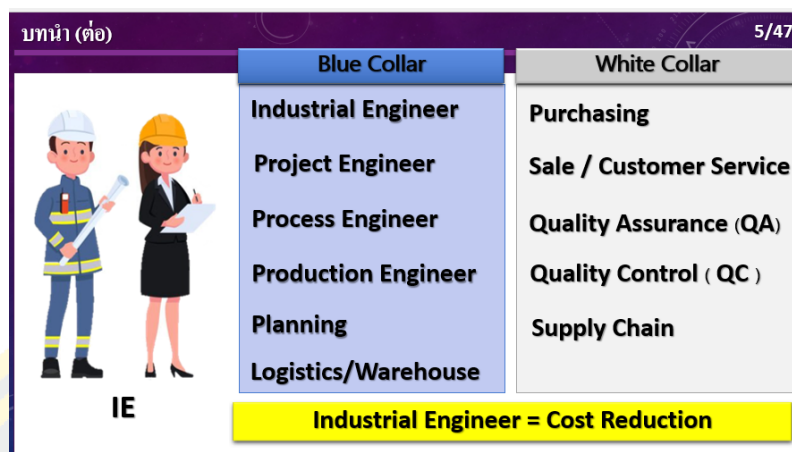 บทนำ (ต่อ)
5/47
Blue Collar
Industrial Engineer
Project Engineer
Process Engineer
Production Engineer
Planning
Logistics/Warehouse
White Collar
Purchasing
Sale / Customer Service
Quality Assurance (QA)
Quality Control ( QC )
Supply Chain
IE
Industrial Engineer = Cost Reduction